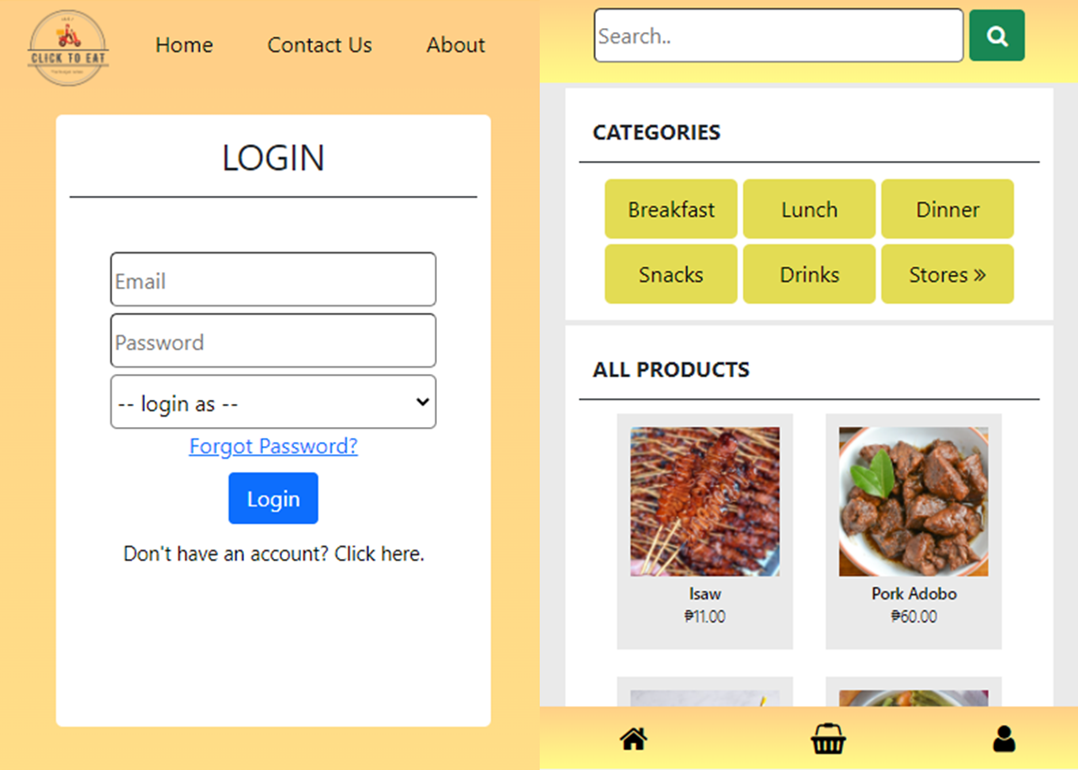 CLICK TO EAT
Home Contact Us About
LOGIN
Email
Password
-- login as --
Forgot Password?
Login
Don't have an account? Click here.
Search..
CATEGORIES
Breakfast Lunch Dinner
Snacks Drinks Stores »
ALL PRODUCTS
Isaw Pork Adobo
₱11.00 ₱60.00